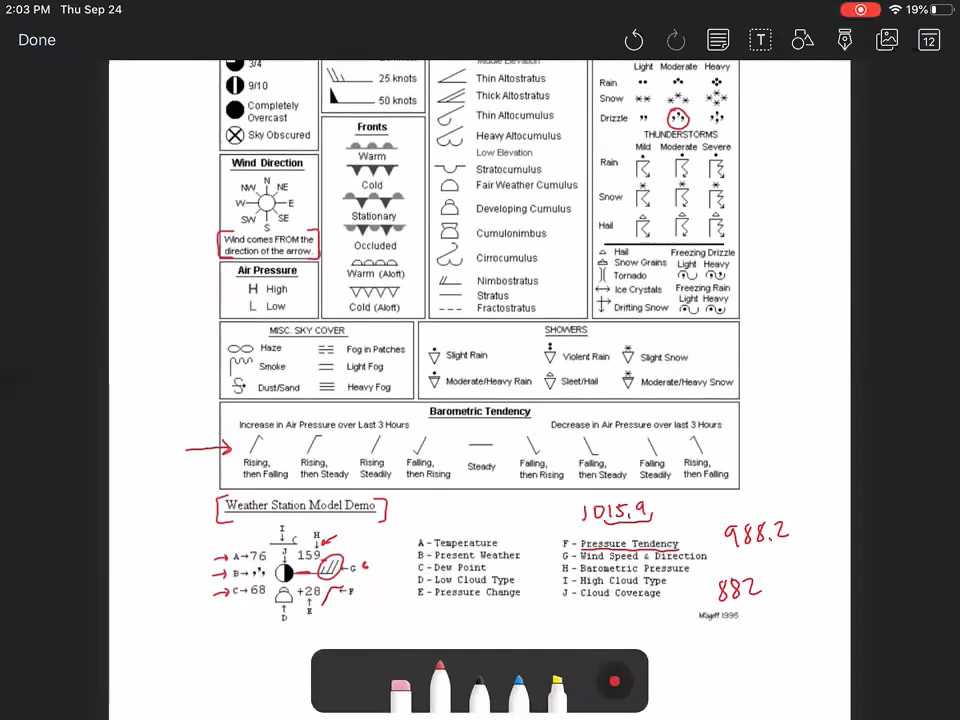 2:03 PM Thu Sep 24
19%
Done
12
3/4
9/10
Completely
Overcast
Sky Obscured
25 knots
50 knots
Middle Elevation
Thin Altostratus
Thick Altostratus
Thin Altocumulus
Heavy Altocumulus
Low Elevation
Stratocumulus
Fair Weather Cumulus
Developing Cumulus
Cumulonimbus
Cirrocumulus
Nimbostratus
Stratus
Fractostratus
Light Moderate Heavy
Rain
Snow
Drizzle
THUNDERSTORMS
Mild Moderate Severe
Rain
Snow
Hail
Hail
Snow Grains
Tornado
Ice Crystals
Drifting Snow
Freezing Drizzle
Light Heavy
Freezing Rain
Light Heavy
Wind Direction
N
NW NE
W E
SW SE
S
Wind comes FROM the
direction of the arrow.
Air Pressure
H High
L Low
Fronts
Warm
Cold
Stationary
Occluded
Warm (Aloft)
Cold (Aloft)
MISC. SKY COVER
Haze
Smoke
Dust/Sand
Fog in Patches
Light Fog
Heavy Fog
SHOWERS
Slight Rain
Moderate/Heavy Rain
Violent Rain
Sleet/Hail
Slight Snow
Moderate/Heavy Snow
Barometric Tendency
Increase in Air Pressure over Last 3 Hours
Decrease in Air Pressure over last 3 Hours
Rising,
then Falling
Rising,
then Steady
Rising
Steadily
Falling,
then Rising
Steady
Falling,
then Rising
Falling,
then Steady
Falling
Steadily
Rising,
then Falling
Weather Station Model Demo
I
C
H
A→76
J
159
B→
←G
C→68
+28
←F
D
E
1015.9
988.2
882
A - Temperature
B - Present Weather
C - Dew Point
D - Low Cloud Type
E - Pressure Change
F - Pressure Tendency
G - Wind Speed & Direction
H - Barometric Pressure
I - High Cloud Type
J - Cloud Coverage